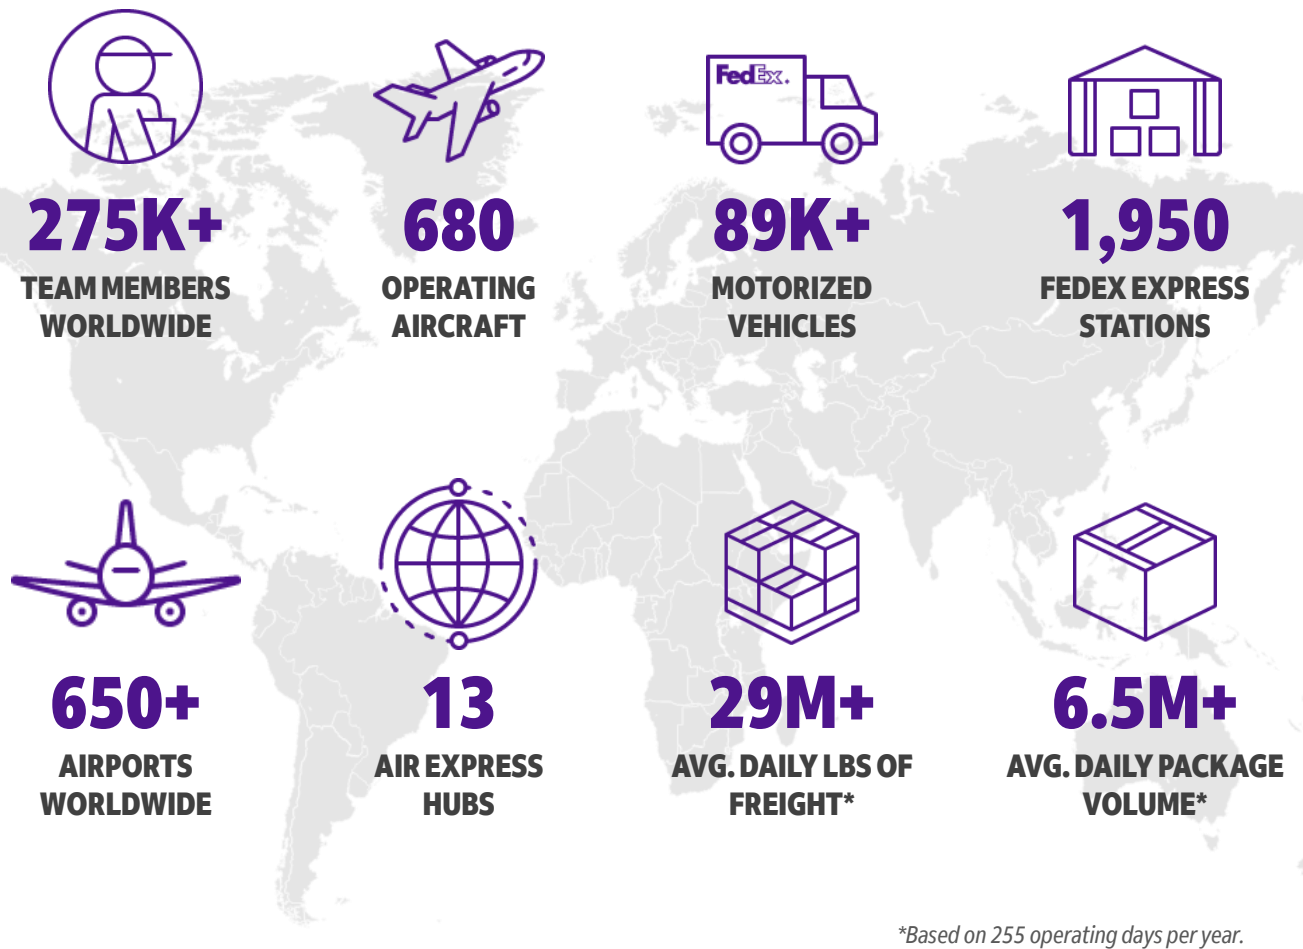 FedEx.
275K+
TEAM MEMBERS
WORLDWIDE
680
OPERATING
AIRCRAFT
89K+
MOTORIZED
VEHICLES
1,950
FEDEX EXPRESS
STATIONS
650+
AIRPORTS
WORLDWIDE
13
AIR EXPRESS
HUBS
29M+
AVG. DAILY LBS OF
FREIGHT*
6.5M+
AVG. DAILY PACKAGE
VOLUME*
*Based on 255 operating days per year.